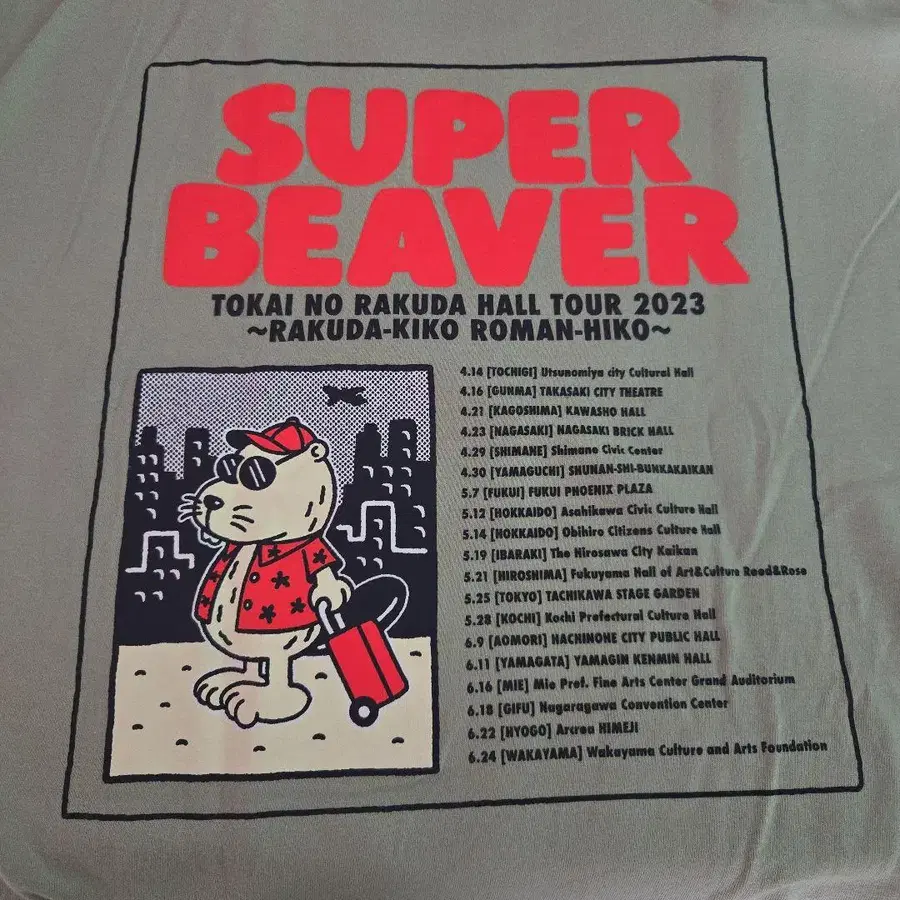 SUPER
BEAVER
TOKAI NO RAKUDA HALL TOUR 2023
~RAKUDA-KIKO ROMAN-HIKO~
4.14 [TOCHIGI] Utsunomiya city Cultural Hall
4.16 [GUNMA] TAKASAKI CITY THEATRE
4.21 [KAGOSHIMA] KAWASHO HALL
4.23 [NAGASAKI] NAGASAKI BRICK HALL
4.29 [SHIMANE] Shimane Civic Center
4.30 [YAMAGUCHI] SHUNAN-SHI-BUNKAKAIKAN
5.7 [FUKUI] FUKUI PHOENIX PLAZA
5.12 [HOKKAIDO] Asahikawa Civic Culture Hall
5.14 [HOKKAIDO] Obihiro Citizens Culture Hall
5.19 [IBARAKI] The Hirosawa City Kaikan
5.21 [HIROSHIMA] Fukuyama Hall of Art&Culture Reed&Rose
5.25 [TOKYO] TACHIKAWA STAGE GARDEN
5.28 [KOCHI] Kochi Prefectural Culture Hall
6.9 [AOMORI] HACHINOHE CITY PUBLIC HALL
6.11 [YAMAGATA] YAMAGIN KENMIN HALL
6.16 [MIE] Mie Pref. Fine Arts Center Grand Auditorium
6.18 [GIFU] Nagaragawa Convention Center
6.22 [HYOGO] Arcrea HIMEJI
6.24 [WAKAYAMA] Wakayama Culture and Arts Foundation